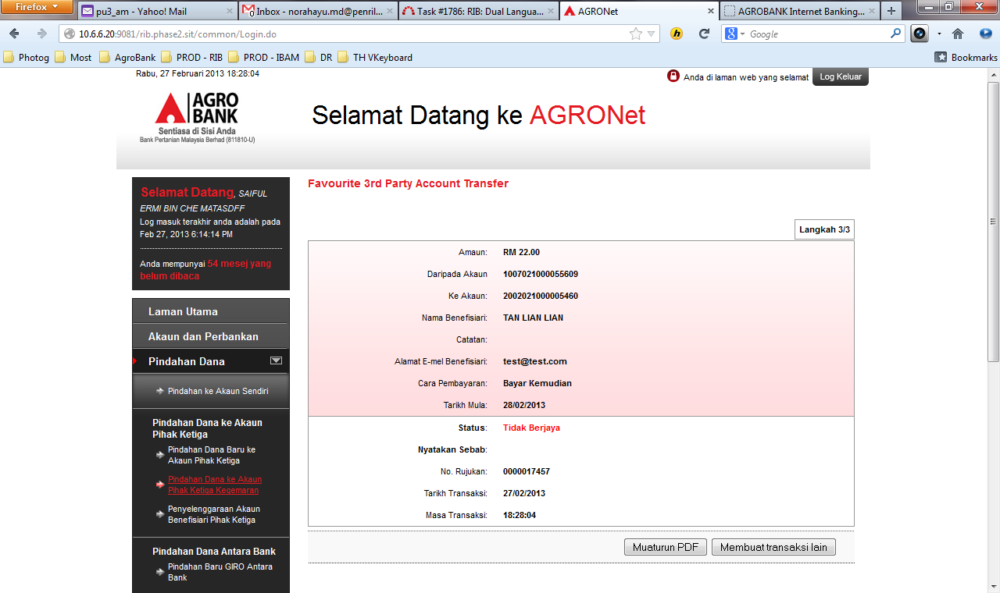 Firefox
pu3_am - Yahoo! Mail
Inbox - norahayu.md@penril...
Task #1786: RIB: Dual Langua...
AGRONet
AGROBANK Internet Banking...
10.6.6.20:9081/rib.phase2.sit/common/Login.do
Google
Photog
Most
AgroBank
PROD - RIB
PROD - IBAM
DR
TH VKeyboard
Bookmarks
Rabu, 27 Februari 2013 18:28:04
Anda di laman web yang selamat
Log Keluar
AGRO
BANK
Sentiasa di Sisi Anda
Bank Pertanian Malaysia Berhad (811810-U)
Selamat Datang ke AGRONet
Selamat Datang, SAIFUL
ERMI BIN CHE MATASDFF
Log masuk terakhir anda adalah pada
Feb 27, 2013 6:14:14 PM
Anda mempunyai 54 mesej yang
belum dibaca
Laman Utama
Akaun dan Perbankan
Pindahan Dana
Pindahan ke Akaun Sendiri
Pindahan Dana ke Akaun
Pihak Ketiga
Pindahan Dana Baru ke
Akaun Pihak Ketiga
Pindahan Dana ke Akaun
Pihak Ketiga Kegemaran
Penyelenggaraan Akaun
Benefisiari Pihak Ketiga
Pindahan Dana Antara Bank
Pindahan Baru GIRO Antara
Bank
Favourite 3rd Party Account Transfer
Langkah 3/3
Amaun: RM 22.00
Daripada Akaun 1007021000055609
Ke Akaun: 2002021000005460
Nama Benefisiari: TAN LIAN LIAN
Catatan:
Alamat E-mel Benefisiari: test@test.com
Cara Pembayaran: Bayar Kemudian
Tarikh Mula: 28/02/2013
Status: Tidak Berjaya
Nyatakan Sebab:
No. Rujukan: 0000017457
Tarikh Transaksi: 27/02/2013
Masa Transaksi: 18:28:04
Muaturun PDF
Membuat transaksi lain